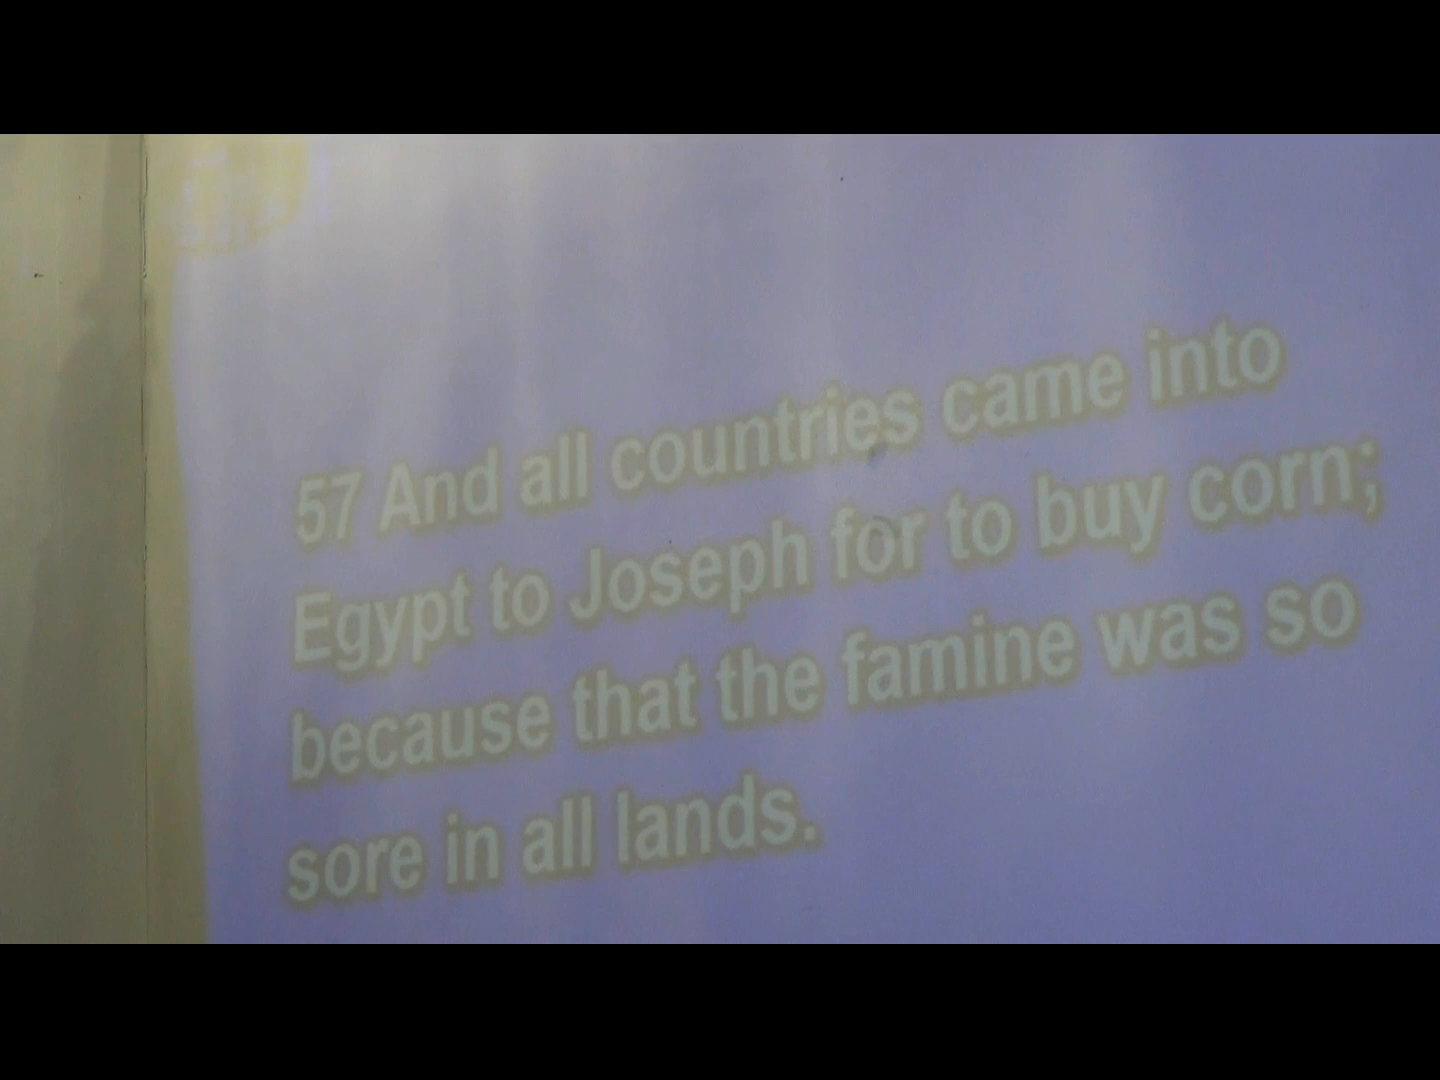 57 And all countries came into
Egypt to Joseph for to buy corn;
because that the famine was so
sore in all lands.